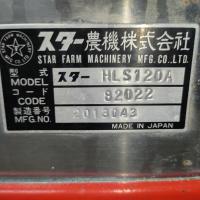 スター農機株式会社
STAR FARM MACHINERY MFG.CO.,LTD.
型式 スター HLS120A
MODEL
コード 82022
CODE
製造番号 2013043
MFG.NO.
MADE IN JAPAN